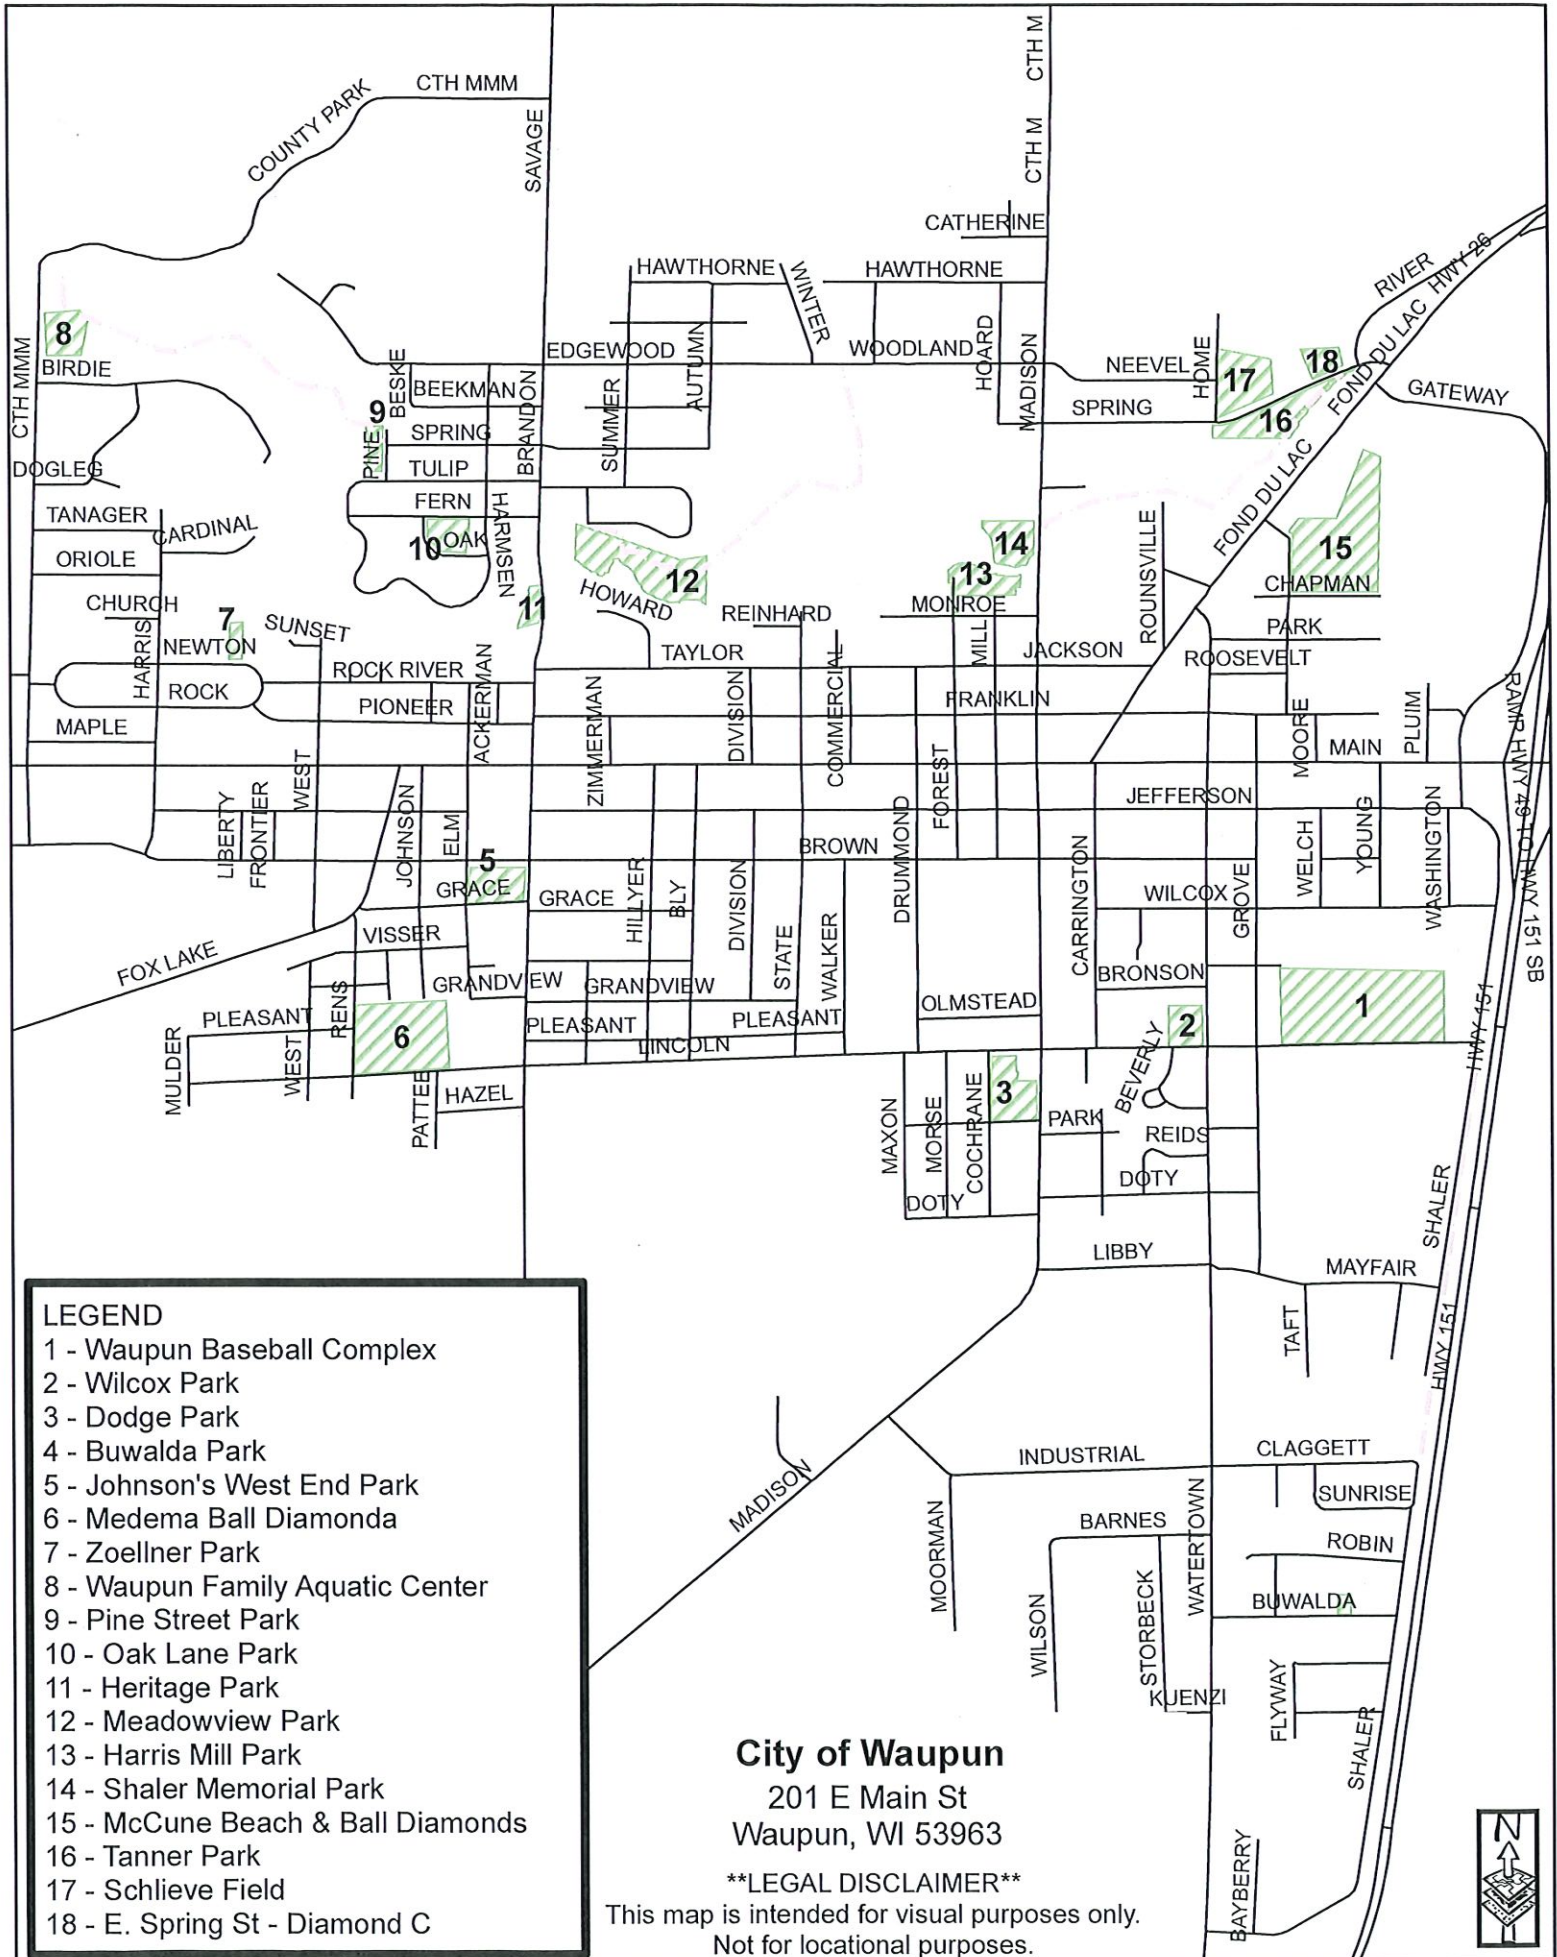 CTH M
CTH MMM
COUNTY PARK
SAVAGE
CTH M
CATHERINE
HAWTHORNE
WINTER
HAWTHORNE
RIVER
HWY 26
8
BIRDIE
CTH MMM
EDGEWOOD
AUTUMN
WOODLAND
HOARD
MADISON
NEEVEL
HOME
17
18
FOND DU LAC
GATEWAY
BESKE
BEEKMAN
BRANDON
SUMMER
SPRING
16
9
PINE
SPRING
TULIP
DOGLEG
FERN
HARMSEN
FOND DU LAC
TANAGER
CARDINAL
10
OAK
ORIOLE
12
14
13
ROUNSVILLE
15
CHAPMAN
CHURCH
7
SUNSET
11
HOWARD
REINHARD
MONROE
PARK
HARRIS
NEWTON
ROCK RIVER
ACKERMAN
TAYLOR
COMMERCIAL
MILL
JACKSON
ROOSEVELT
ROCK
PIONEER
ZIMMERMAN
DIVISION
FRANKLIN
MOORE
PLUIM
RAMP HWY 49 TO HWY 151 SB
MAPLE
MAIN
WEST
LIBERTY
FRONTIER
JOHNSON
ELM
FOREST
JEFFERSON
BROWN
DRUMMOND
CARRINGTON
WELCH
YOUNG
WASHINGTON
5
GRACE
GRACE
HILLYER
BLY
DIVISION
STATE
WALKER
WILCOX
GROVE
FOX LAKE
VISSER
BRONSON
GRANDVIEW
GRANDVIEW
OLMSTEAD
1
HWY 151
RENS
PLEASANT
6
PLEASANT
PLEASANT
LINCOLN
2
BEVERLY
MULDER
WEST
PATTEE
HAZEL
MAXON
MORSE
COCHRANE
3
PARK
REIDS
DOTY
DOTY
SHALER
LIBBY
MAYFAIR
TAFT
HWY 151
MADISON
INDUSTRIAL
CLAGGETT
SUNRISE
MOORMAN
BARNES
WATERTOWN
ROBIN
WILSON
STORBECK
BUWALDA
KUENZI
FLYWAY
SHALER
BAYBERRY
LEGEND
1 - Waupun Baseball Complex
2 - Wilcox Park
3 - Dodge Park
4 - Buwalda Park
5 - Johnson's West End Park
6 - Medema Ball Diamonda
7 - Zoellner Park
8 - Waupun Family Aquatic Center
9 - Pine Street Park
10 - Oak Lane Park
11 - Heritage Park
12 - Meadowview Park
13 - Harris Mill Park
14 - Shaler Memorial Park
15 - McCune Beach & Ball Diamonds
16 - Tanner Park
17 - Schlieve Field
18 - E. Spring St - Diamond C
City of Waupun
201 E Main St
Waupun, WI 53963
**LEGAL DISCLAIMER**
This map is intended for visual purposes only.
Not for locational purposes.
N